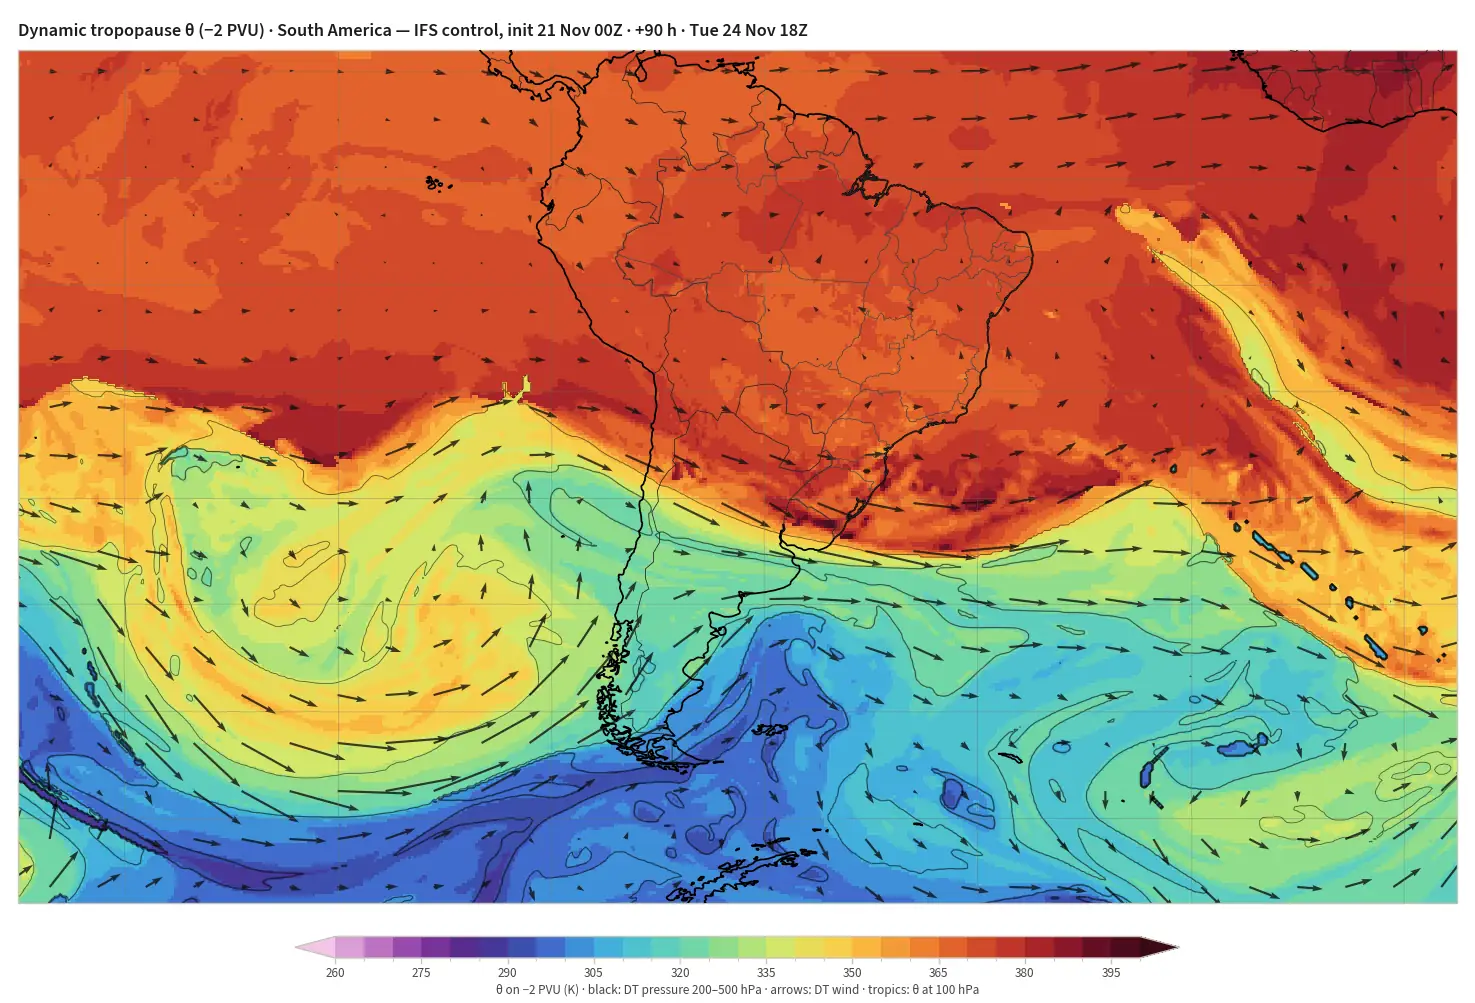 Dynamic tropopause θ (−2 PVU) · South America — IFS control, init 21 Nov 00Z · +90 h · Tue 24 Nov 18Z
260 275 290 305 320 335 350 365 380 395
θ on −2 PVU (K) · black: DT pressure 200–500 hPa · arrows: DT wind · tropics: θ at 100 hPa